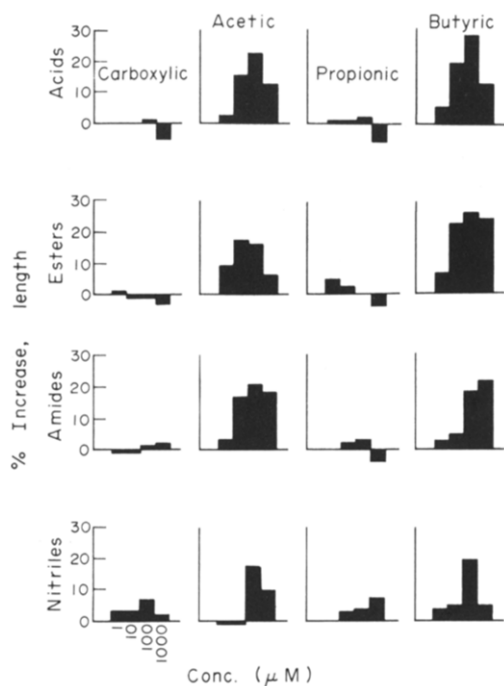 Acetic Butyric
Carboxylic Propionic
Acids
30
20
10
0
Esters
30
20
10
0
Amides
30
20
10
0
Nitriles
30
20
10
0
% Increase, length
1 10 100 1000
Conc. (μM)